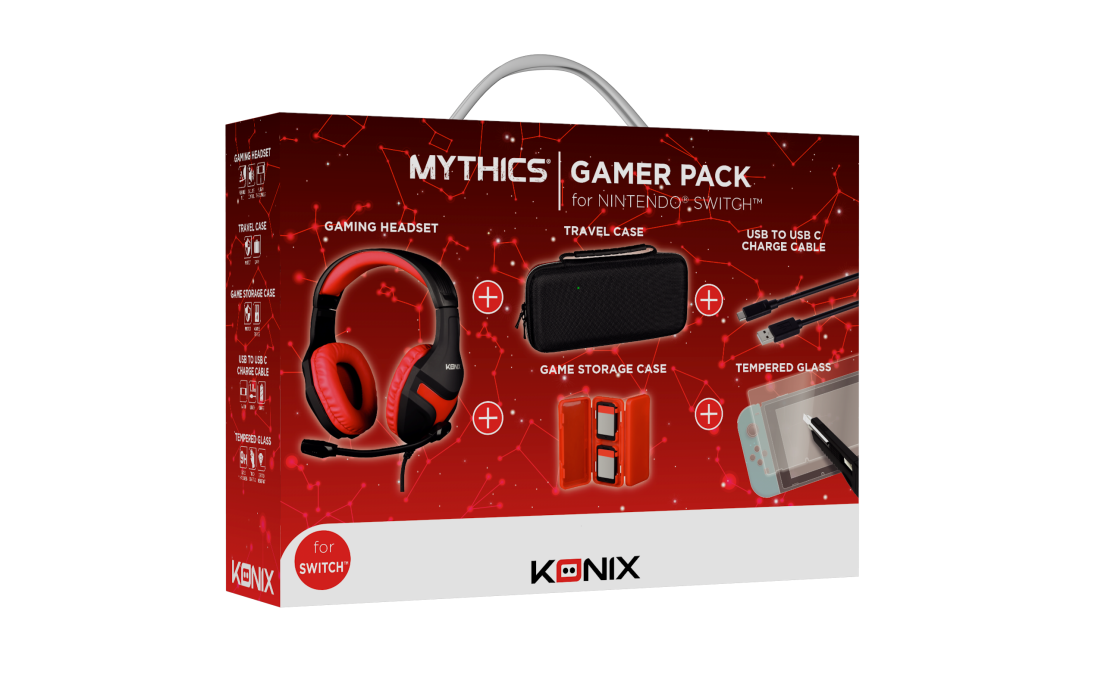 MYTHICS® | GAMER PACK
for NINTENDO® SWITCH™
GAMING HEADSET
TRAVEL CASE
USB TO USB C
CHARGE CABLE
KONIX
GAME STORAGE CASE
TEMPERED GLASS
for
SWITCH™
KONIX
GAMING HEADSET
TRAVEL CASE
GAME STORAGE CASE
USB TO USB C
CHARGE CABLE
TEMPERED GLASS
9H
KONIX